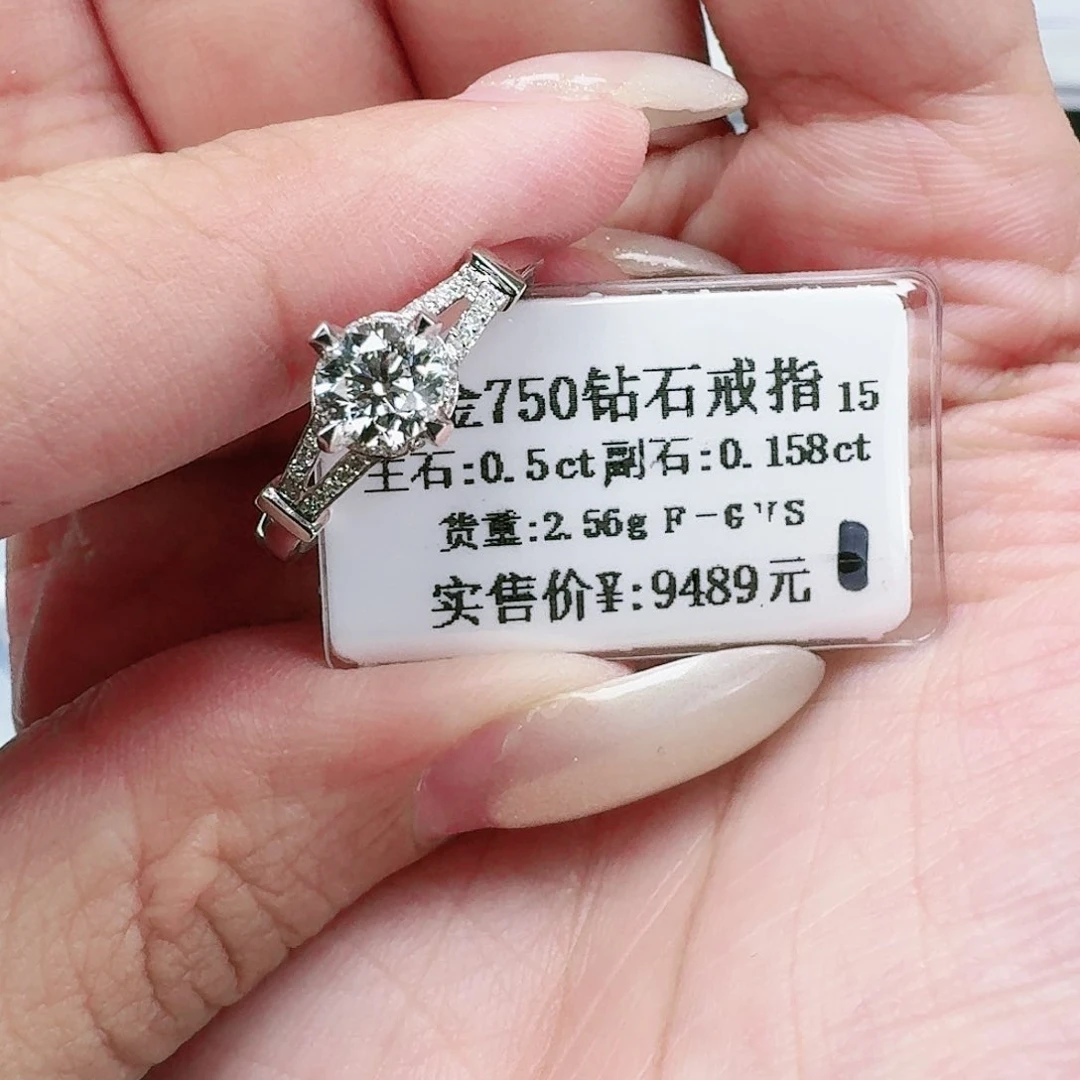 金750钻石戒指 15
主石:0.5ct副石:0.158ct
货重:2.56g F-G VS
实售价¥:9489元